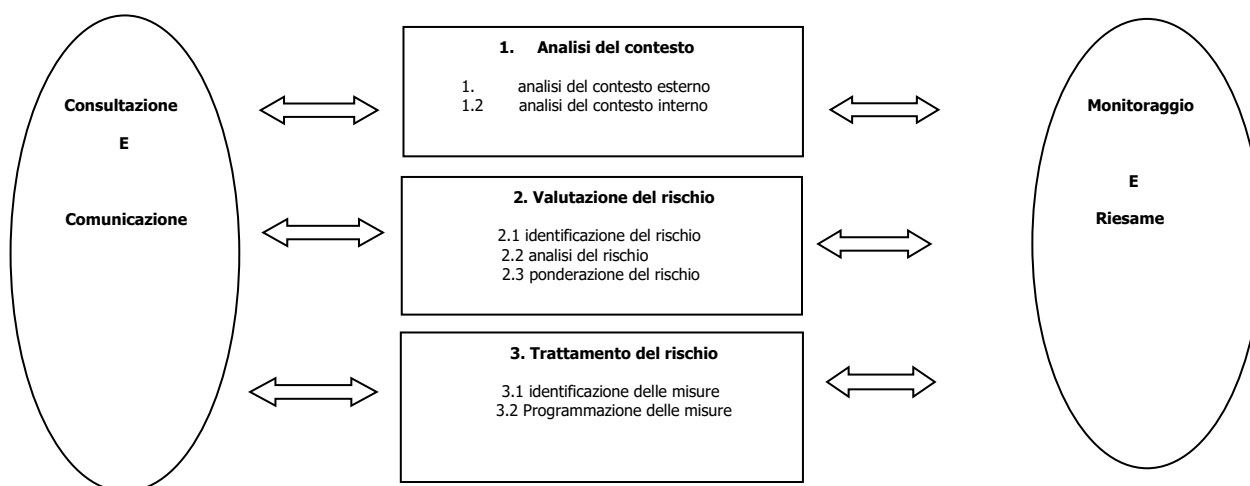 Consultazione
E
Comunicazione
1. Analisi del contesto
1. analisi del contesto esterno
1.2 analisi del contesto interno
2. Valutazione del rischio
2.1 identificazione del rischio
2.2 analisi del rischio
2.3 ponderazione del rischio
3. Trattamento del rischio
3.1 identificazione delle misure
3.2 Programmazione delle misure
Monitoraggio
E
Riesame